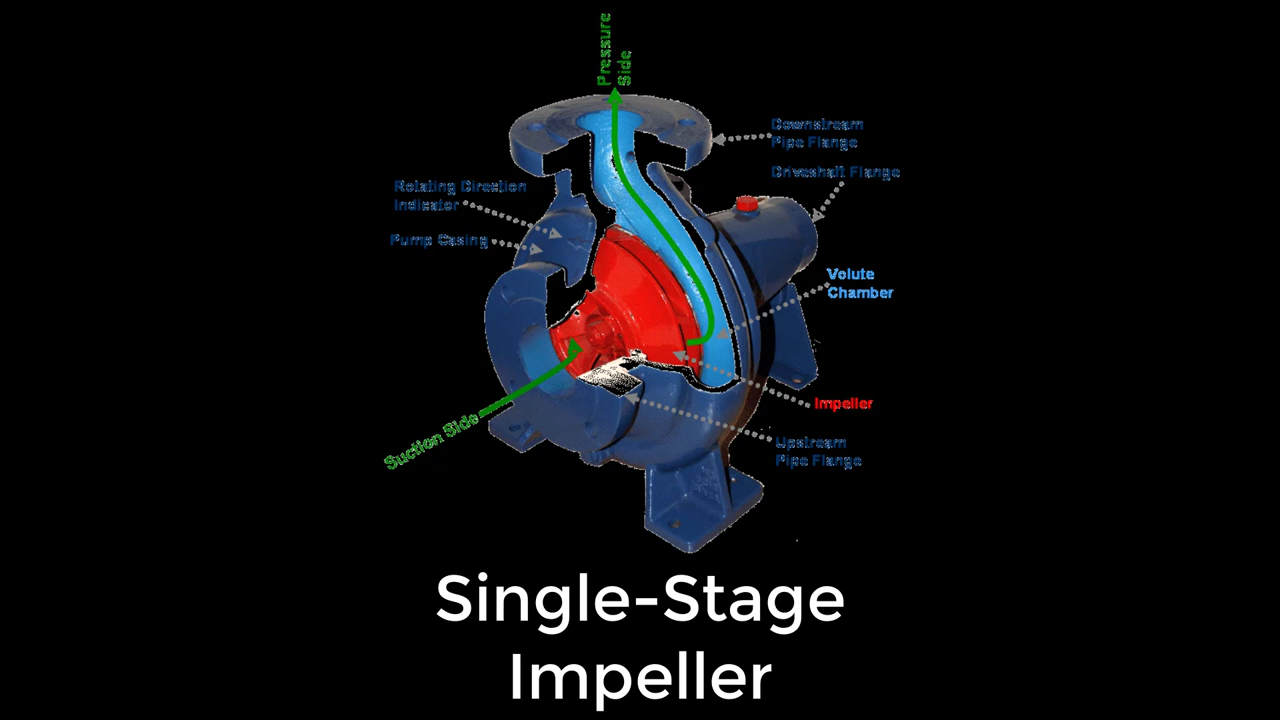 Pressure
Side
Downstream
Pipe Flange
Driveshaft Flange
Rotating Direction
Indicator
Pump Casing
Volute
Chamber
Impeller
Suction Side
Upstream
Pipe Flange
Single-Stage
Impeller